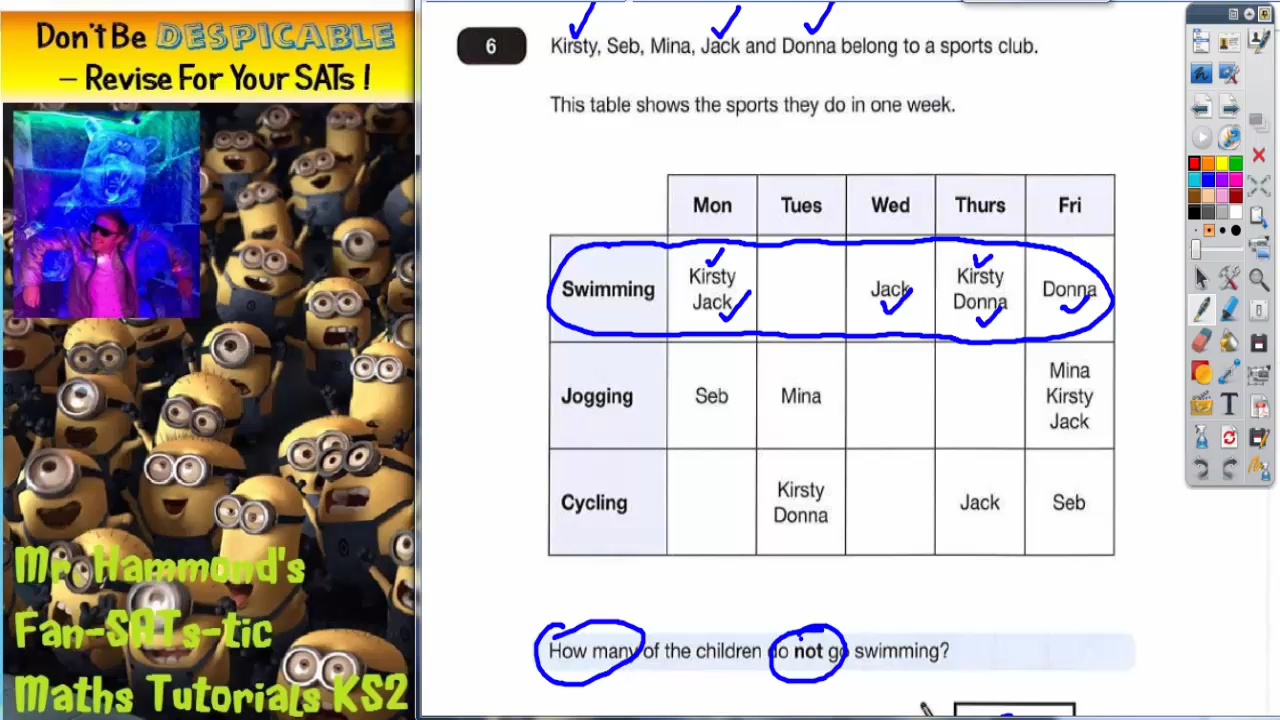 Don't Be DESPICABLE
– Revise For Your SATs !
Mr. Hammond's
Fan-SATs-tic
Maths Tutorials KS2
6
Kirsty, Seb, Mina, Jack and Donna belong to a sports club.
This table shows the sports they do in one week.
Mon Tues Wed Thurs Fri
Swimming
Kirsty
Jack
Jack
Kirsty
Donna
Donna
Jogging
Seb
Mina
Mina
Kirsty
Jack
Cycling
Kirsty
Donna
Jack
Seb
How many of the children do not go swimming?